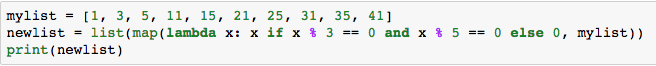 mylist = [1, 3, 5, 11, 15, 21, 25, 31, 35, 41]
newlist = list(map(lambda x: x if x % 3 == 0 and x % 5 == 0 else 0, mylist))
print(newlist)